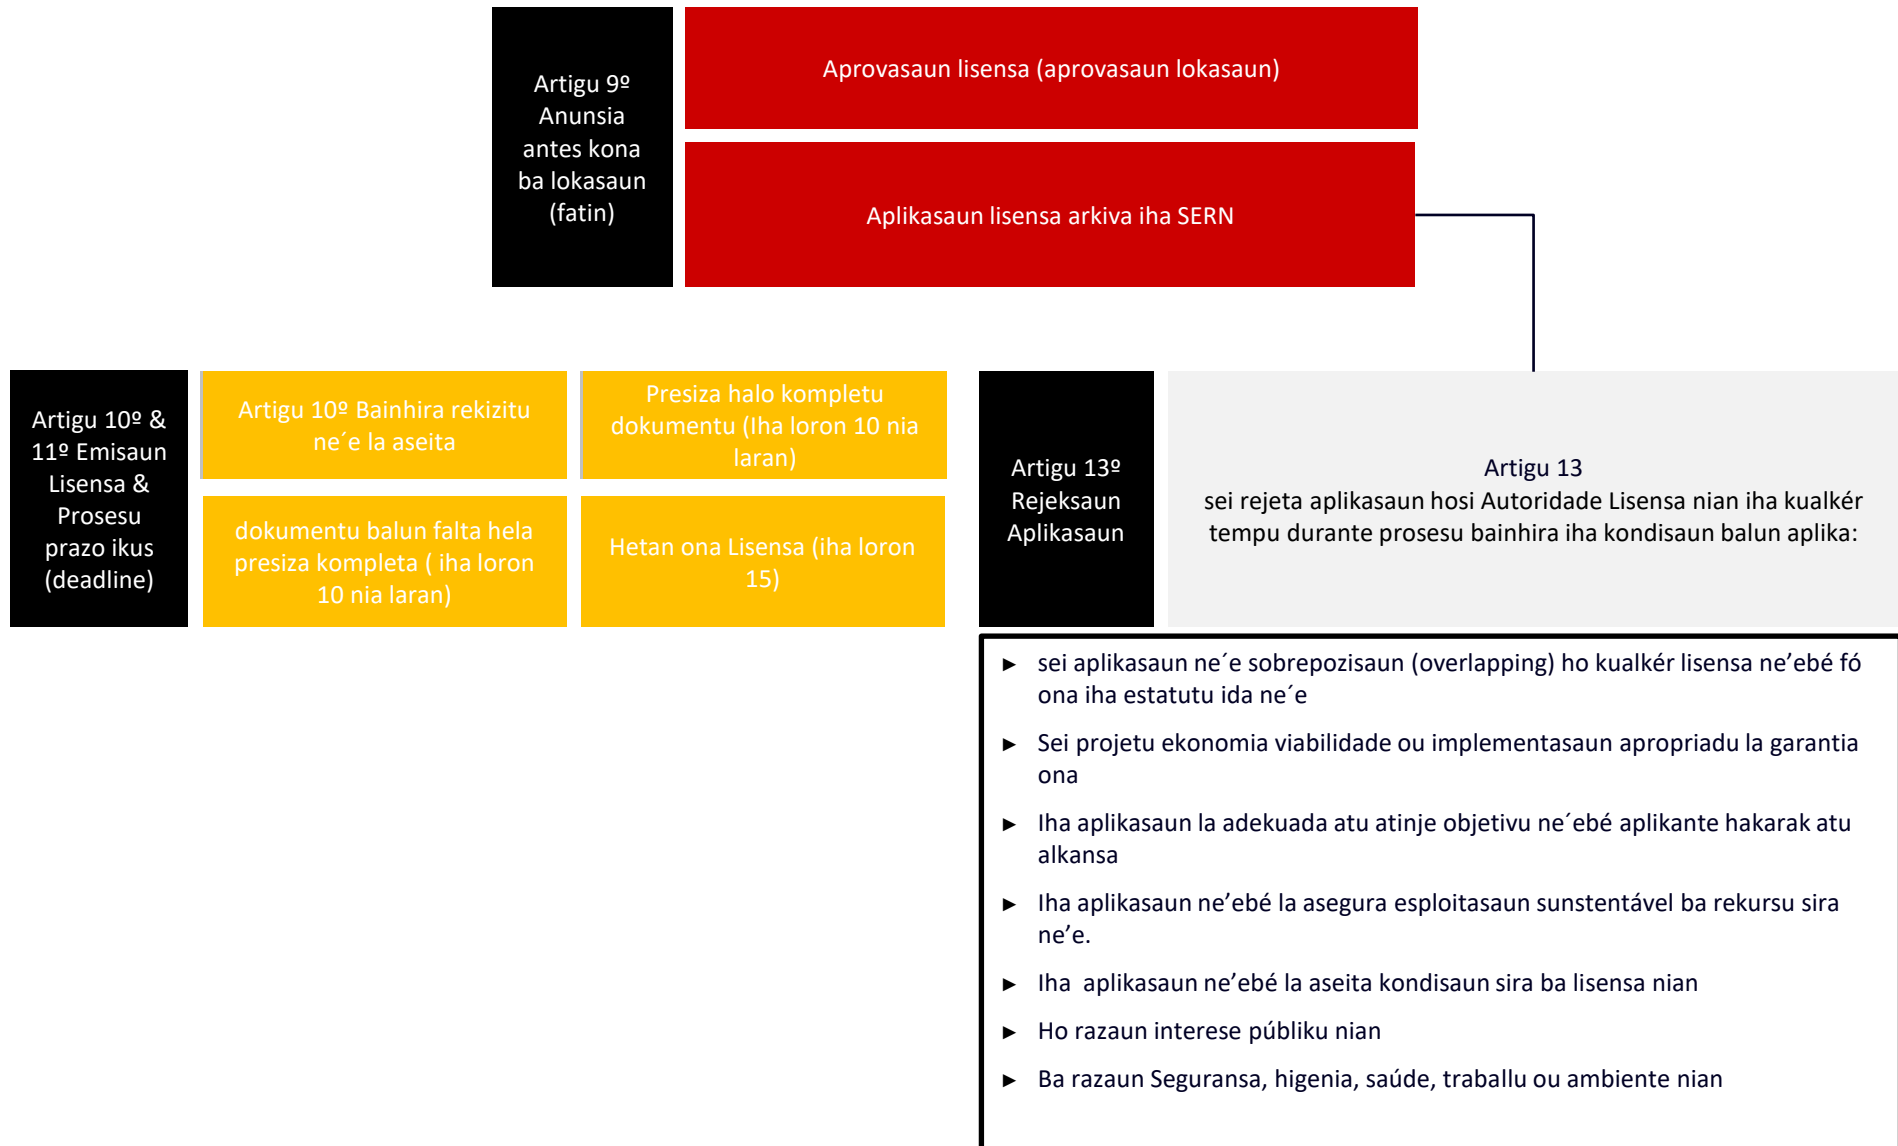 Artigu 9º
Anunsia
antes kona
ba lokasaun
(fatin)
Aprovasaun lisensa (aprovasaun lokasaun)
Aplikasaun lisensa arkiva iha SERN
Artigu 10º &
11º Emisaun
Lisensa &
Prosesu
prazo ikus
(deadline)
Artigu 10º Bainhira rekizitu
ne´e la aseita
Presiza halo kompletu
dokumentu (Iha loron 10 nia
laran)
dokumentu balun falta hela
presiza kompleta ( iha loron
10 nia laran)
Hetan ona Lisensa (iha loron
15)
Artigu 13º
Rejeksaun
Aplikasaun
Artigu 13
sei rejeta aplikasaun hosi Autoridade Lisensa nian iha kualkér
tempu durante prosesu bainhira iha kondisaun balun aplika:
► sei aplikasaun ne´e sobrepozisaun (overlapping) ho kualkér lisensa ne’ebé fó
ona iha estatutu ida ne´e
► Sei projetu ekonomia viabilidade ou implementasaun apropriadu la garantia
ona
► Iha aplikasaun la adekuada atu atinje objetivu ne´ebé aplikante hakarak atu
alkansa
► Iha aplikasaun ne’ebé la asegura esploitasaun sunstentável ba rekursu sira
ne’e.
► Iha  aplikasaun ne’ebé la aseita kondisaun sira ba lisensa nian
► Ho razaun interese públiku nian
► Ba razaun Seguransa, higenia, saúde, traballu ou ambiente nian